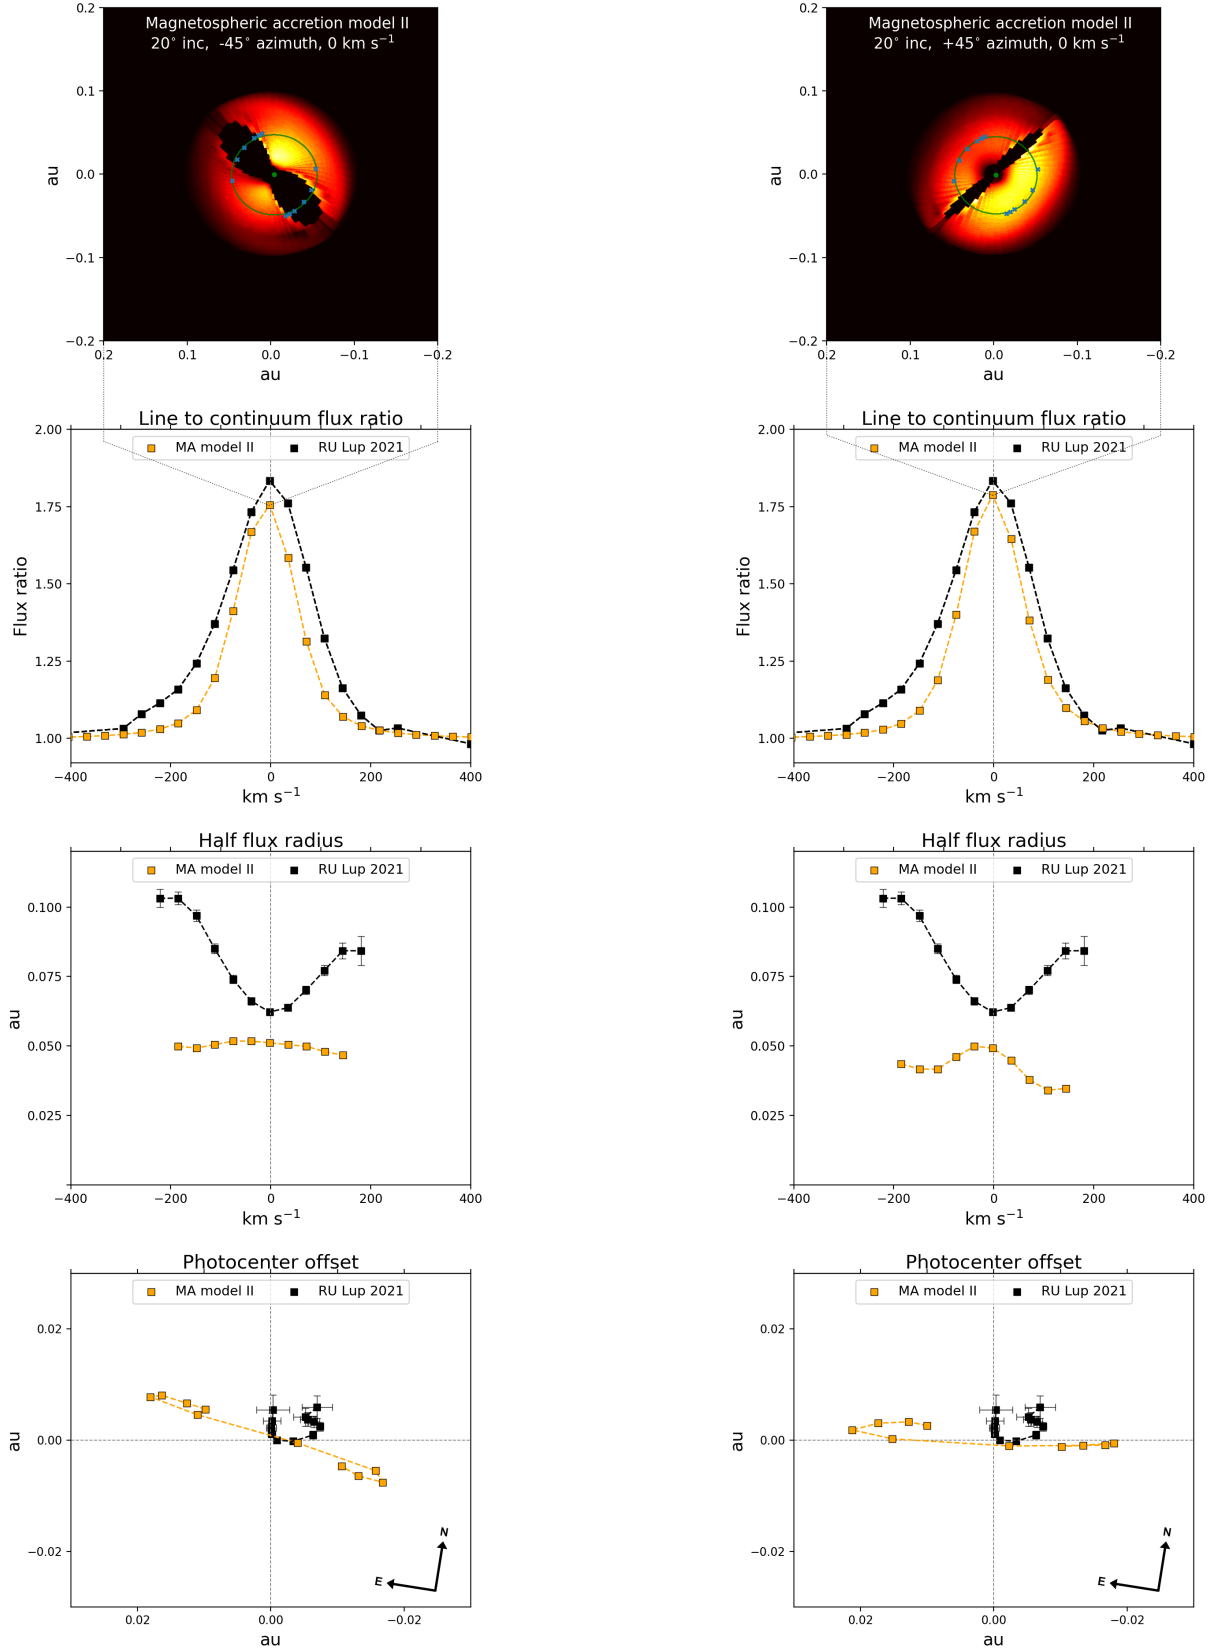 Magnetospheric accretion model II
20° inc, -45° azimuth, 0 km s⁻¹
0.2
0.1
0.0
−0.1
−0.2
au
0.2
0.1
0.0
−0.1
−0.2
au
Magnetospheric accretion model II
20° inc, +45° azimuth, 0 km s⁻¹
0.2
0.1
0.0
−0.1
−0.2
au
0.2
0.1
0.0
−0.1
−0.2
au
Line to continuum flux ratio
MA model II
RU Lup 2021
2.00
1.75
1.50
1.25
1.00
Flux ratio
−400
−200
0
200
400
km s⁻¹
Line to continuum flux ratio
MA model II
RU Lup 2021
2.00
1.75
1.50
1.25
1.00
Flux ratio
−400
−200
0
200
400
km s⁻¹
Half flux radius
MA model II
RU Lup 2021
0.100
0.075
0.050
0.025
au
−400
−200
0
200
400
km s⁻¹
Half flux radius
MA model II
RU Lup 2021
0.100
0.075
0.050
0.025
au
−400
−200
0
200
400
km s⁻¹
Photocenter offset
MA model II
RU Lup 2021
0.02
0.00
−0.02
au
N
E
0.02
0.00
−0.02
au
Photocenter offset
MA model II
RU Lup 2021
0.02
0.00
−0.02
au
N
E
0.02
0.00
−0.02
au